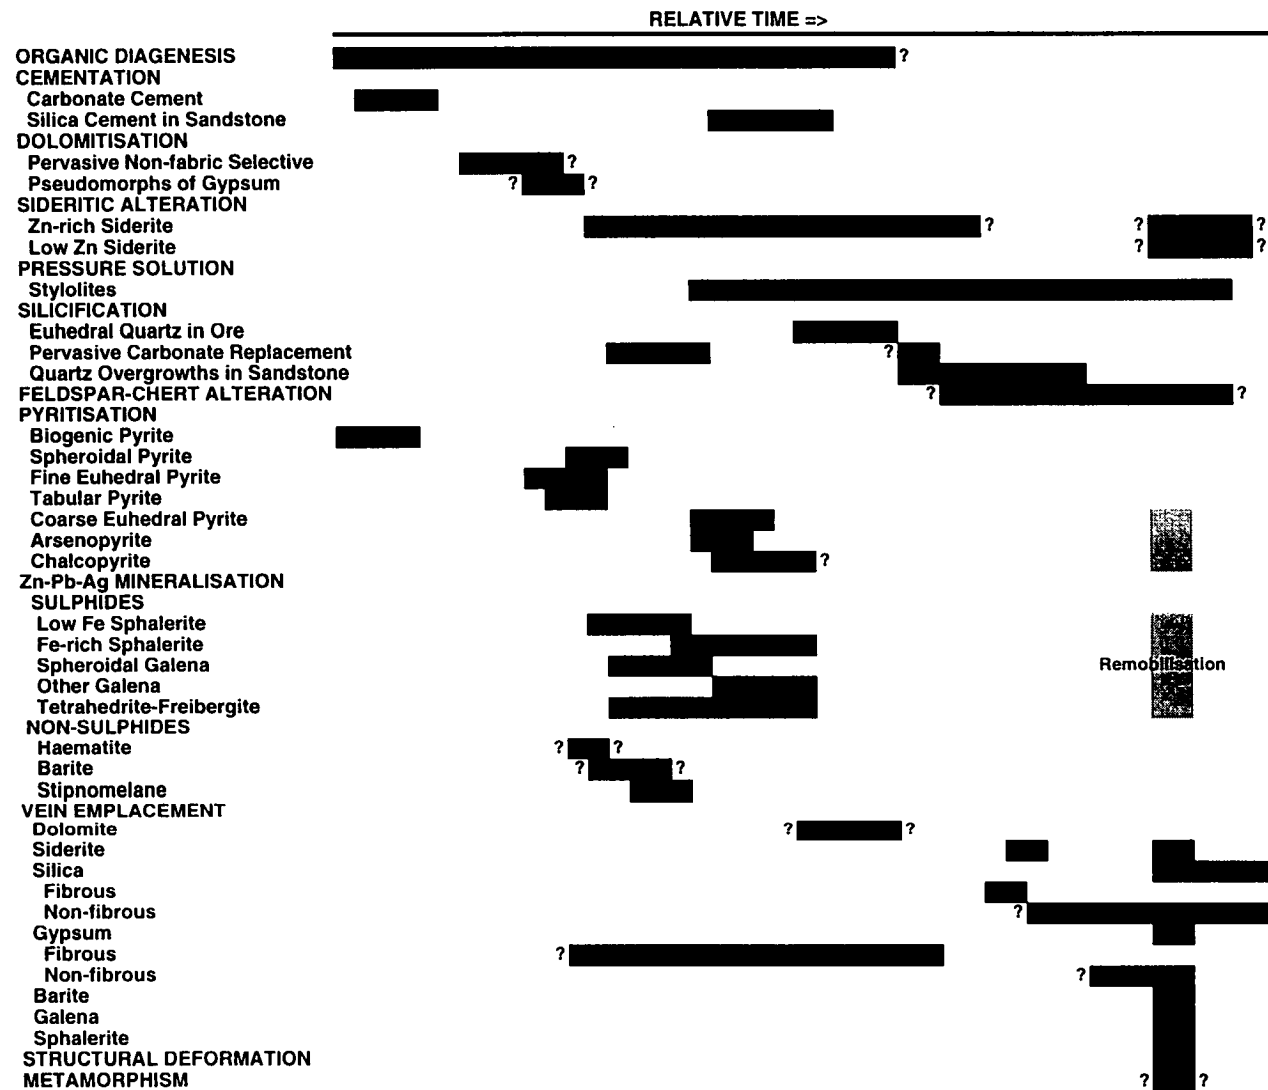 RELATIVE TIME =>
ORGANIC DIAGENESIS ?
CEMENTATION
Carbonate Cement
Silica Cement in Sandstone
DOLOMITISATION
Pervasive Non-fabric Selective ?
Pseudomorphs of Gypsum ? ?
SIDERITIC ALTERATION
Zn-rich Siderite ? ? ?
Low Zn Siderite ? ?
PRESSURE SOLUTION
Stylolites
SILICIFICATION
Euhedral Quartz in Ore
Pervasive Carbonate Replacement ?
Quartz Overgrowths in Sandstone
FELDSPAR-CHERT ALTERATION ? ?
PYRITISATION
Biogenic Pyrite
Spheroidal Pyrite
Fine Euhedral Pyrite
Tabular Pyrite
Coarse Euhedral Pyrite
Arsenopyrite
Chalcopyrite ?
Zn-Pb-Ag MINERALISATION
SULPHIDES
Low Fe Sphalerite
Fe-rich Sphalerite
Spheroidal Galena Remobilisation
Other Galena
Tetrahedrite-Freibergite
NON-SULPHIDES
Haematite ? ?
Barite ? ?
Stipnomelane
VEIN EMPLACEMENT
Dolomite ? ?
Siderite
Silica
Fibrous
Non-fibrous ?
Gypsum
Fibrous ?
Non-fibrous ?
Barite
Galena
Sphalerite
STRUCTURAL DEFORMATION
METAMORPHISM ? ?